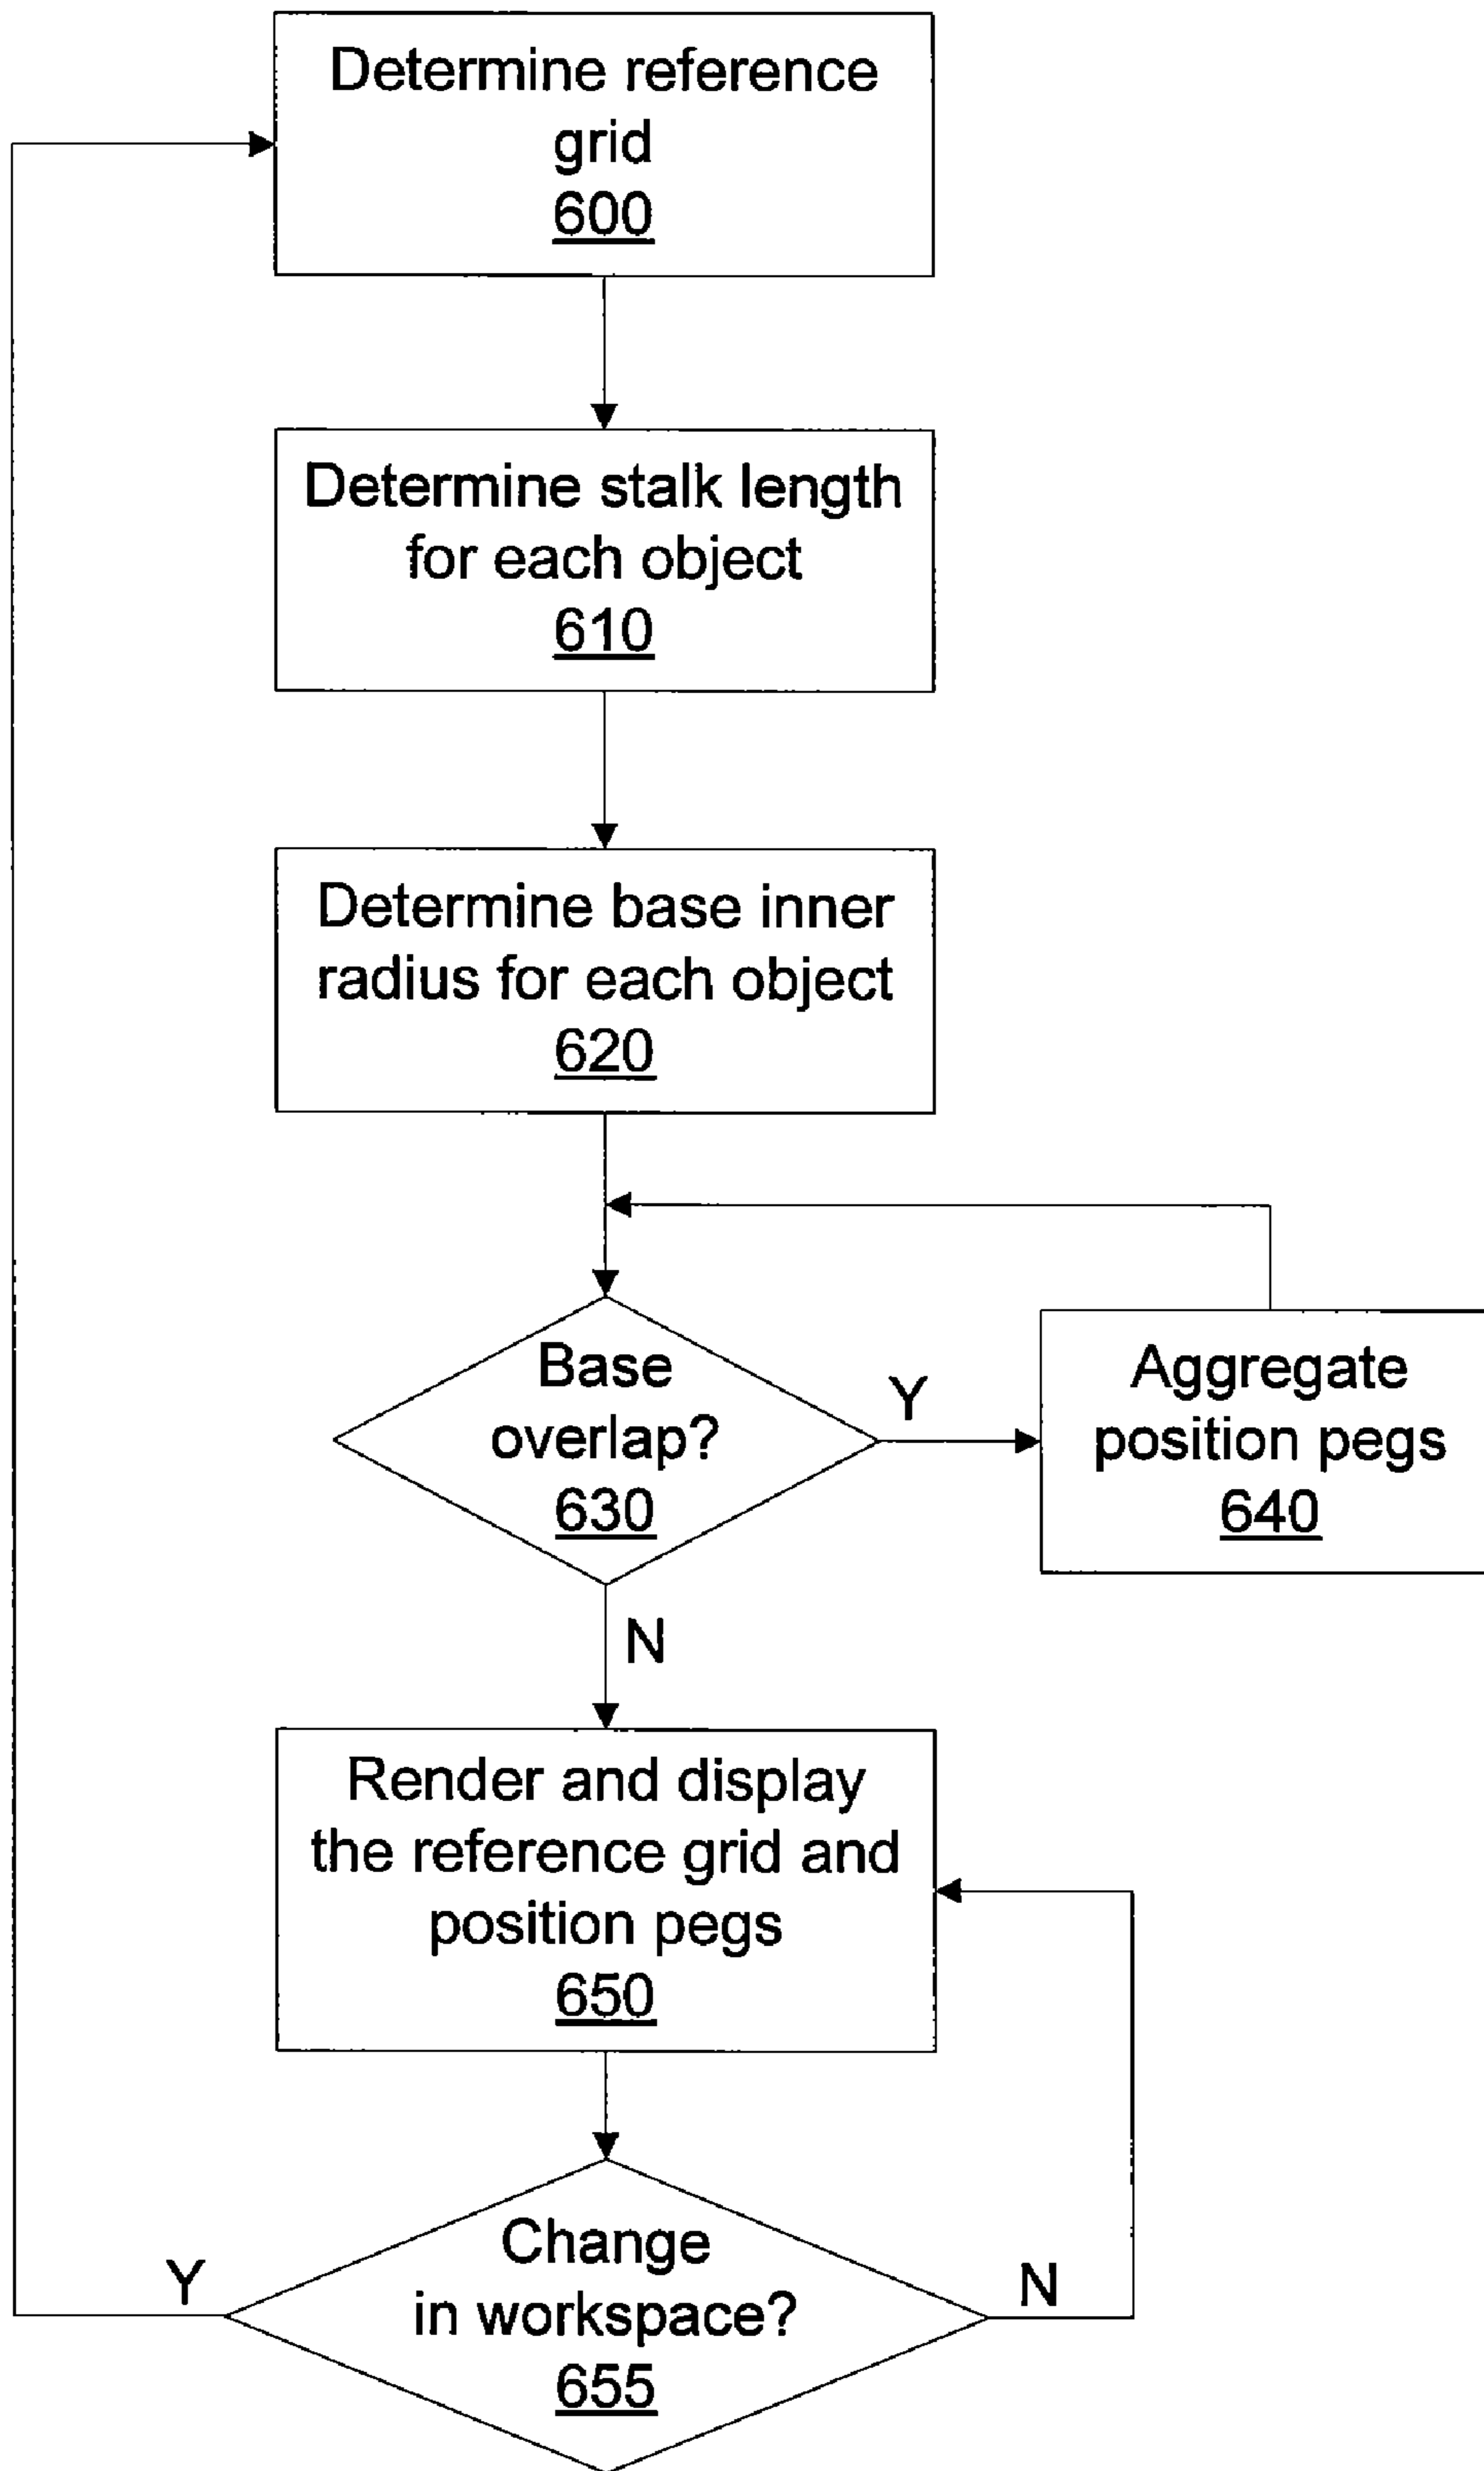 Determine reference
grid
600
Determine stalk length
for each object
610
Determine base inner
radius for each object
620
Base
overlap?
630
Y
Aggregate
position pegs
640
N
Render and display
the reference grid and
position pegs
650
Change
in workspace?
655
Y
N